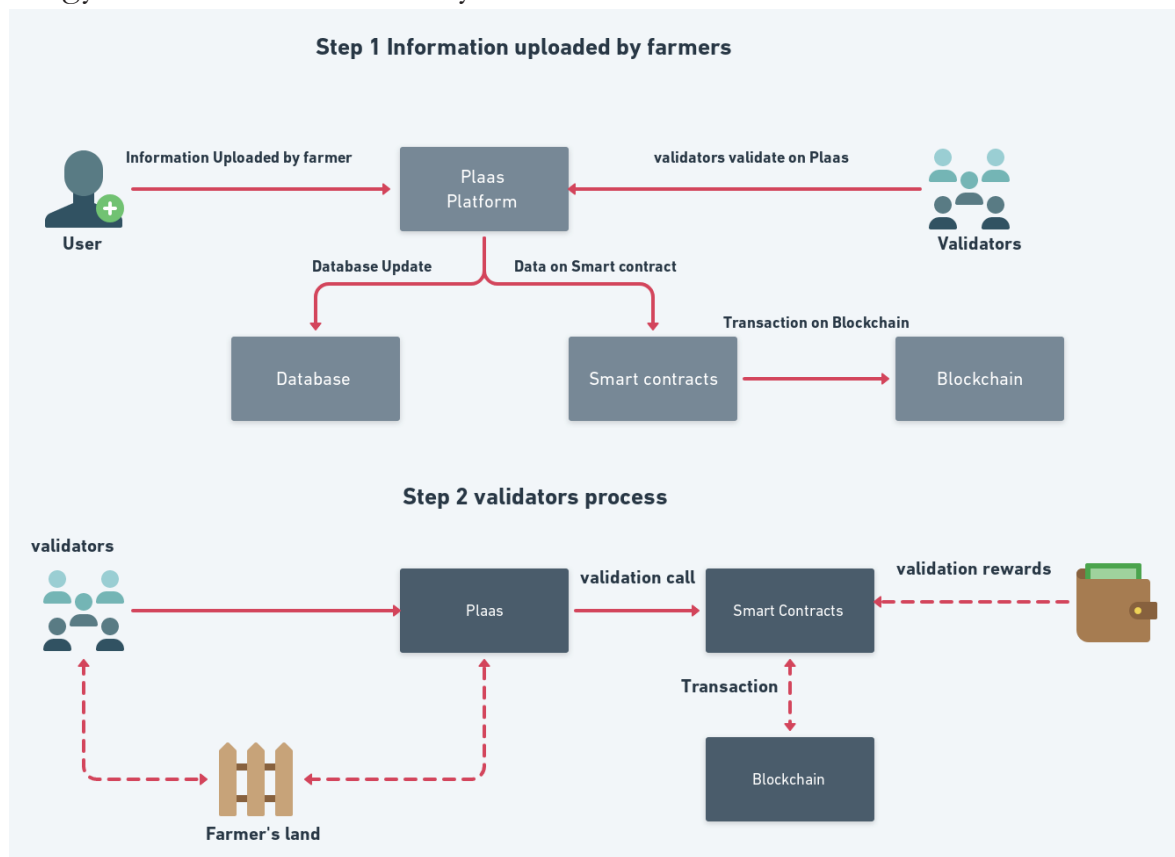 Step 1 Information uploaded by farmers
Information Uploaded by farmer
validators validate on Plaas
Plaas
Platform
User
Validators
Database Update
Data on Smart contract
Transaction on Blockchain
Database
Smart contracts
Blockchain
Step 2 validators process
validators
validation call
validation rewards
Plaas
Smart Contracts
Transaction
Blockchain
Farmer's land